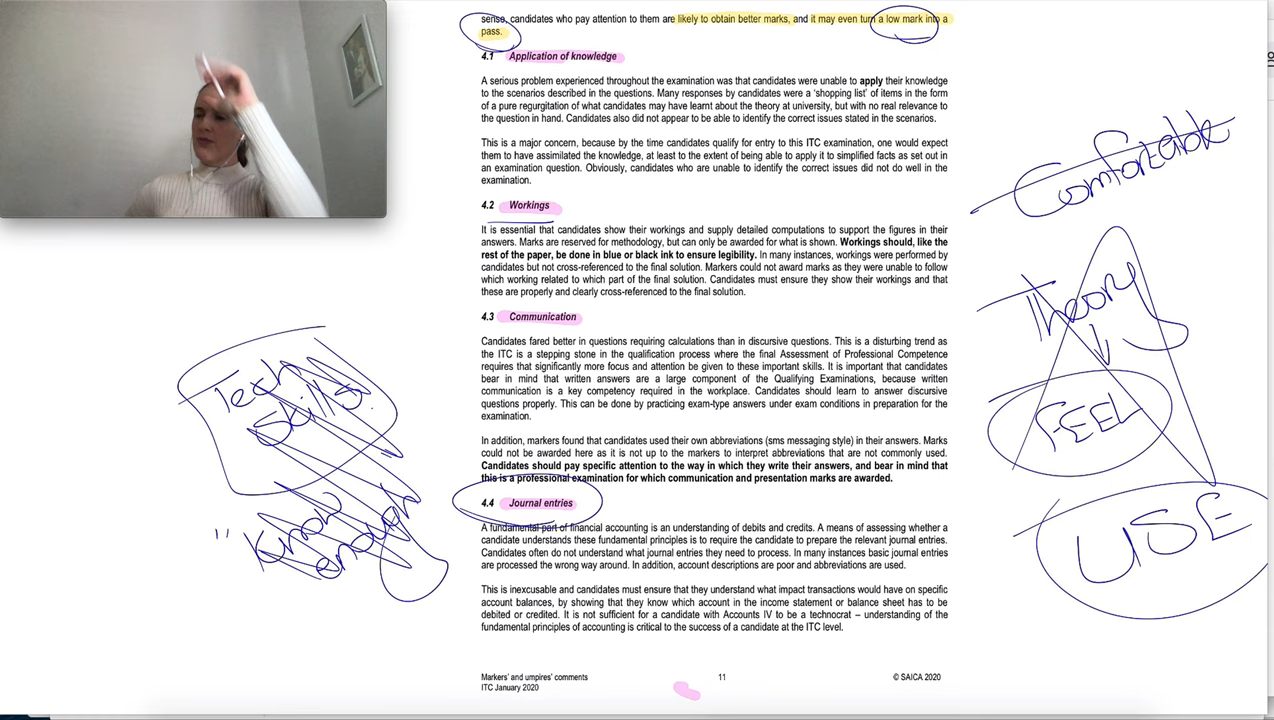 sense, candidates who pay attention to them are likely to obtain better marks, and it may even turn a low mark into a
pass.
4.1 Application of knowledge
A serious problem experienced throughout the examination was that candidates were unable to apply their knowledge
to the scenarios described in the questions. Many responses by candidates were a 'shopping list' of items in the form
of a pure regurgitation of what candidates may have learnt about the theory at university, but with no real relevance to
the question in hand. Candidates also did not appear to be able to identify the correct issues stated in the scenarios.
This is a major concern, because by the time candidates qualify for entry to this ITC examination, one would expect
them to have assimilated the knowledge, at least to the extent of being able to apply it to simplified facts as set out in
an examination question. Obviously, candidates who are unable to identify the correct issues did not do well in the
examination.
4.2 Workings
It is essential that candidates show their workings and supply detailed computations to support the figures in their
answers. Marks are reserved for methodology, but can only be awarded for what is shown. Workings should, like the
rest of the paper, be done in blue or black ink to ensure legibility. In many instances, workings were performed by
candidates but not cross-referenced to the final solution. Markers could not award marks as they were unable to follow
which working related to which part of the final solution. Candidates must ensure they show their workings and that
these are properly and clearly cross-referenced to the final solution.
4.3 Communication
Candidates fared better in questions requiring calculations than in discursive questions. This is a disturbing trend as
the ITC is a stepping stone in the qualification process where the final Assessment of Professional Competence
requires that significantly more focus and attention be given to these important skills. It is important that candidates
bear in mind that written answers are a large component of the Qualifying Examinations, because written
communication is a key competency required in the workplace. Candidates should learn to answer discursive
questions properly. This can be done by practicing exam-type answers under exam conditions in preparation for the
examination.
In addition, markers found that candidates used their own abbreviations (sms messaging style) in their answers. Marks
could not be awarded here as it is not up to the markers to interpret abbreviations that are not commonly used.
Candidates should pay specific attention to the way in which they write their answers, and bear in mind that
this is a professional examination for which communication and presentation marks are awarded.
4.4 Journal entries
A fundamental part of financial accounting is an understanding of debits and credits. A means of assessing whether a
candidate understands these fundamental principles is to require the candidate to prepare the relevant journal entries.
Candidates often do not understand what journal entries they need to process. In many instances basic journal entries
are processed the wrong way around. In addition, account descriptions are poor and abbreviations are used.
This is inexcusable and candidates must ensure that they understand what impact transactions would have on specific
account balances, by showing that they know which account in the income statement or balance sheet has to be
debited or credited. It is not sufficient for a candidate with Accounts IV to be a technocrat – understanding of the
fundamental principles of accounting is critical to the success of a candidate at the ITC level.
Markers' and umpires' comments 11 © SAICA 2020
ITC January 2020
Tech
Skills
"Know
enough
Comfortable
Theory
FEEL
USE